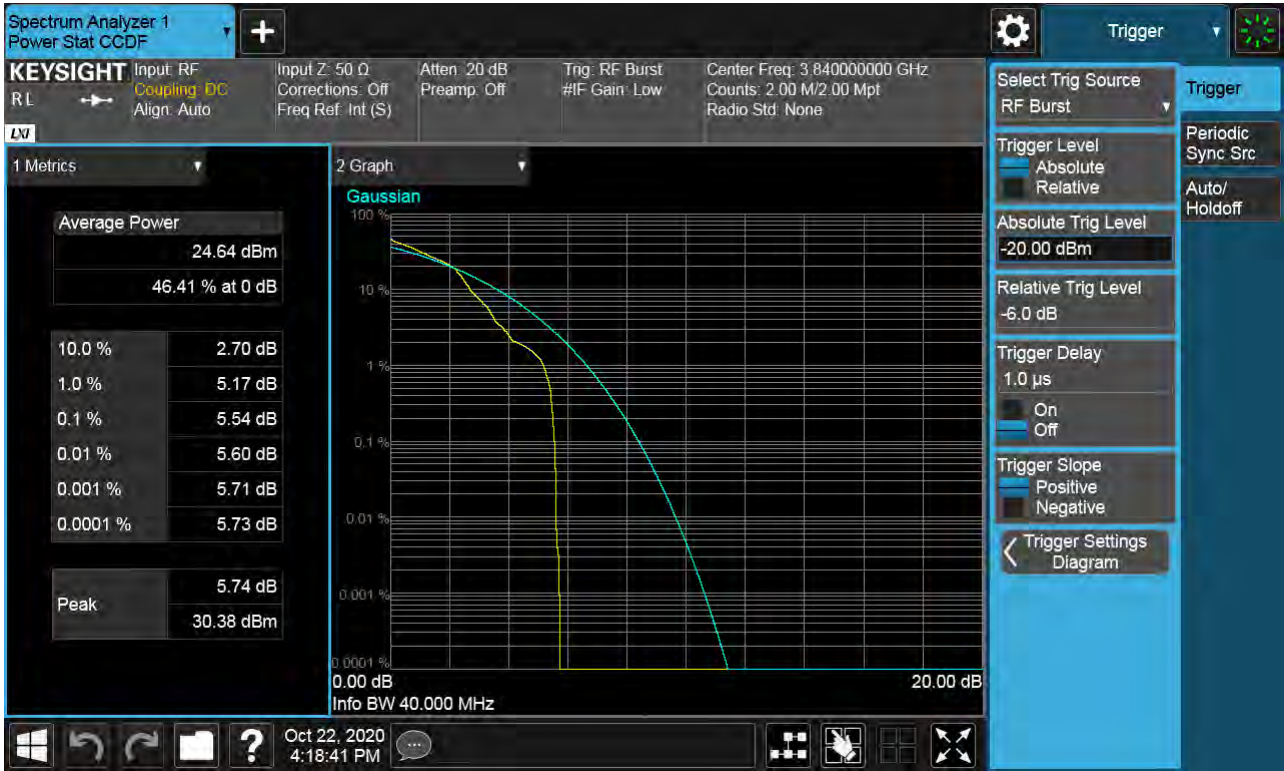 Spectrum Analyzer 1
Power Stat CCDF
+
Trigger
KEYSIGHT
RL
LXI
Input: RF
Coupling: DC
Align: Auto
Input Z: 50 Ω
Corrections: Off
Freq Ref: Int (S)
Atten: 20 dB
Preamp: Off
Trig: RF Burst
#IF Gain: Low
Center Freq: 3.840000000 GHz
Counts: 2.00 M/2.00 Mpt
Radio Std: None
1 Metrics
Average Power
24.64 dBm
46.41 % at 0 dB
10.0 % 2.70 dB
1.0 % 5.17 dB
0.1 % 5.54 dB
0.01 % 5.60 dB
0.001 % 5.71 dB
0.0001 % 5.73 dB
Peak
5.74 dB
30.38 dBm
2 Graph
Gaussian
100 %
10 %
1 %
0.1 %
0.01 %
0.001 %
0.0001 %
0.00 dB 20.00 dB
Info BW 40.000 MHz
Select Trig Source
RF Burst
Trigger Level
Absolute
Relative
Absolute Trig Level
-20.00 dBm
Relative Trig Level
-6.0 dB
Trigger Delay
1.0 µs
On
Off
Trigger Slope
Positive
Negative
Trigger Settings
Diagram
Trigger
Periodic
Sync Src
Auto/
Holdoff
?
Oct 22, 2020
4:18:41 PM